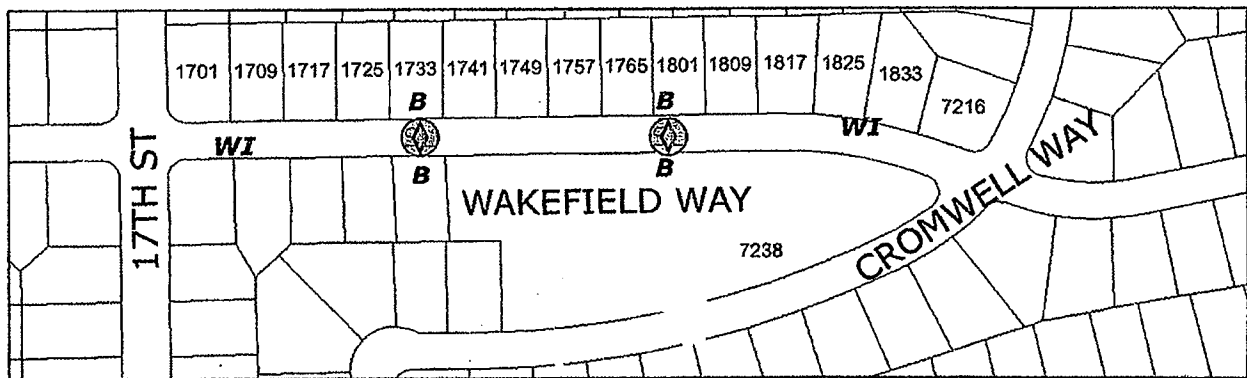 1701 1709 1717 1725 1733 1741 1749 1757 1765 1801 1809 1817 1825 1833
7216
B B
WI WI
B B
17TH ST
WAKEFIELD WAY
CROMWELL WAY
7238